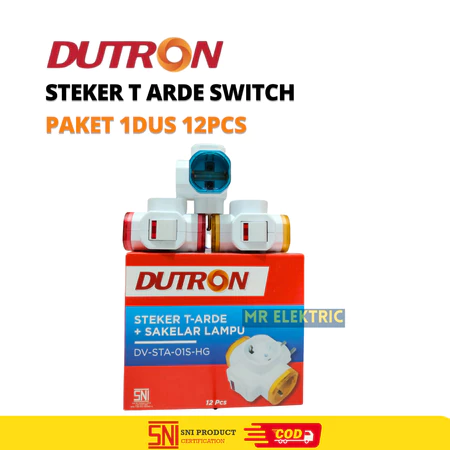 DUTRON
STEKER T ARDE SWITCH
PAKET 1DUS 12PCS
DUTRON
STEKER T-ARDE
+ SAKELAR LAMPU
DV-STA-01S-HG
MR ELEKTRIC
SNI
12 Pcs
SNI
SNI PRODUCT
CERTIFICATION
COD